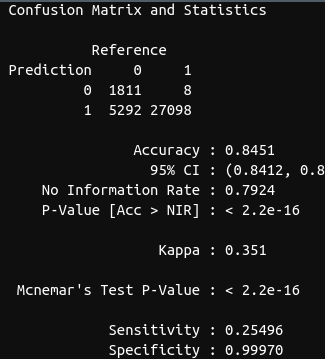 Confusion Matrix and Statistics
Reference
Prediction 0 1
0 1811 8
1 5292 27098
Accuracy : 0.8451
95% CI : (0.8412, 0.8
No Information Rate : 0.7924
P-Value [Acc > NIR] : < 2.2e-16
Kappa : 0.351
Mcnemar's Test P-Value : < 2.2e-16
Sensitivity : 0.25496
Specificity : 0.99970